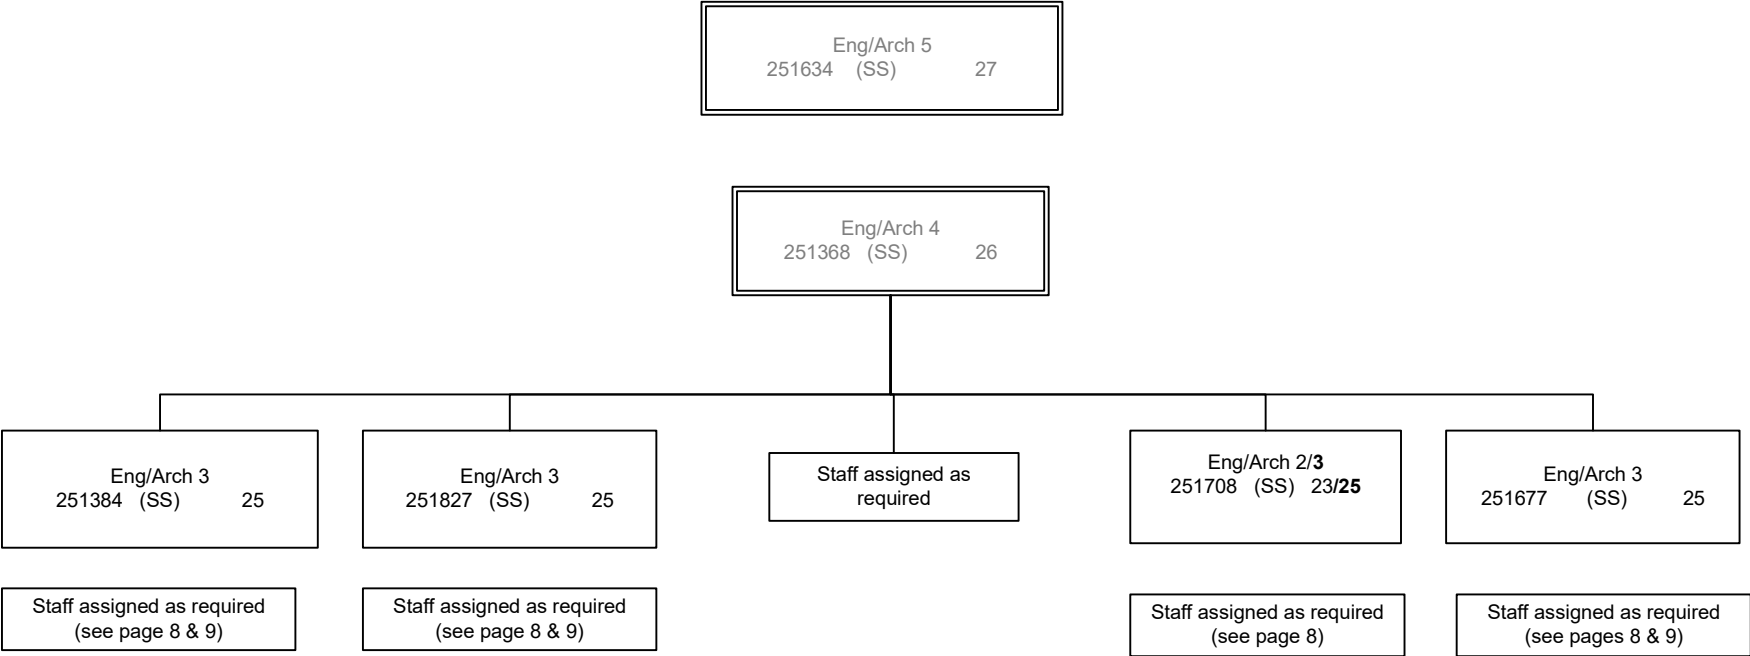 Eng/Arch 5
251634 (SS) 27
Eng/Arch 4
251368 (SS) 26
Eng/Arch 3
251384 (SS) 25
Eng/Arch 3
251827 (SS) 25
Staff assigned as
required
Eng/Arch 2/3
251708 (SS) 23/25
Eng/Arch 3
251677 (SS) 25
Staff assigned as required
(see page 8 & 9)
Staff assigned as required
(see page 8 & 9)
Staff assigned as required
(see page 8)
Staff assigned as required
(see pages 8 & 9)